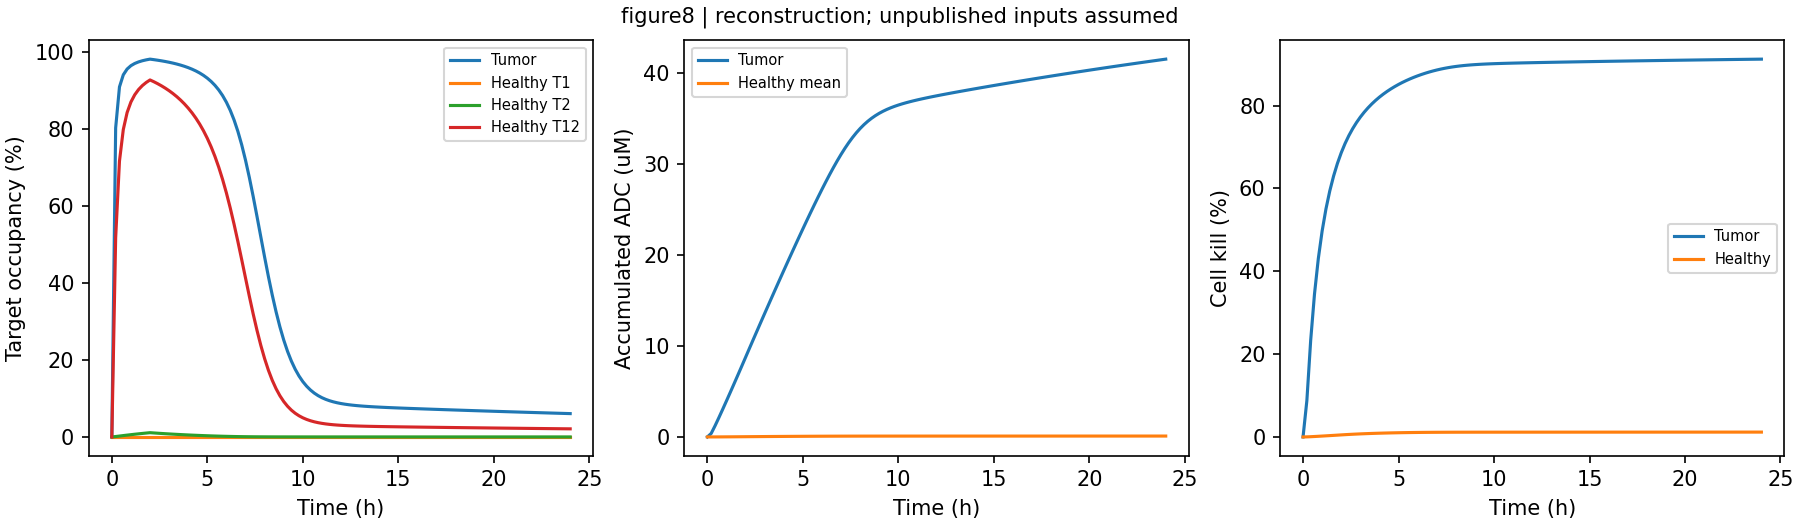 figure8 | reconstruction; unpublished inputs assumed
Target occupancy (%)
100
80
60
40
20
0
0 5 10 15 20 25
Time (h)
Tumor
Healthy T1
Healthy T2
Healthy T12
Accumulated ADC (uM)
40
30
20
10
0
0 5 10 15 20 25
Time (h)
Tumor
Healthy mean
Cell kill (%)
80
60
40
20
0
0 5 10 15 20 25
Time (h)
Tumor
Healthy